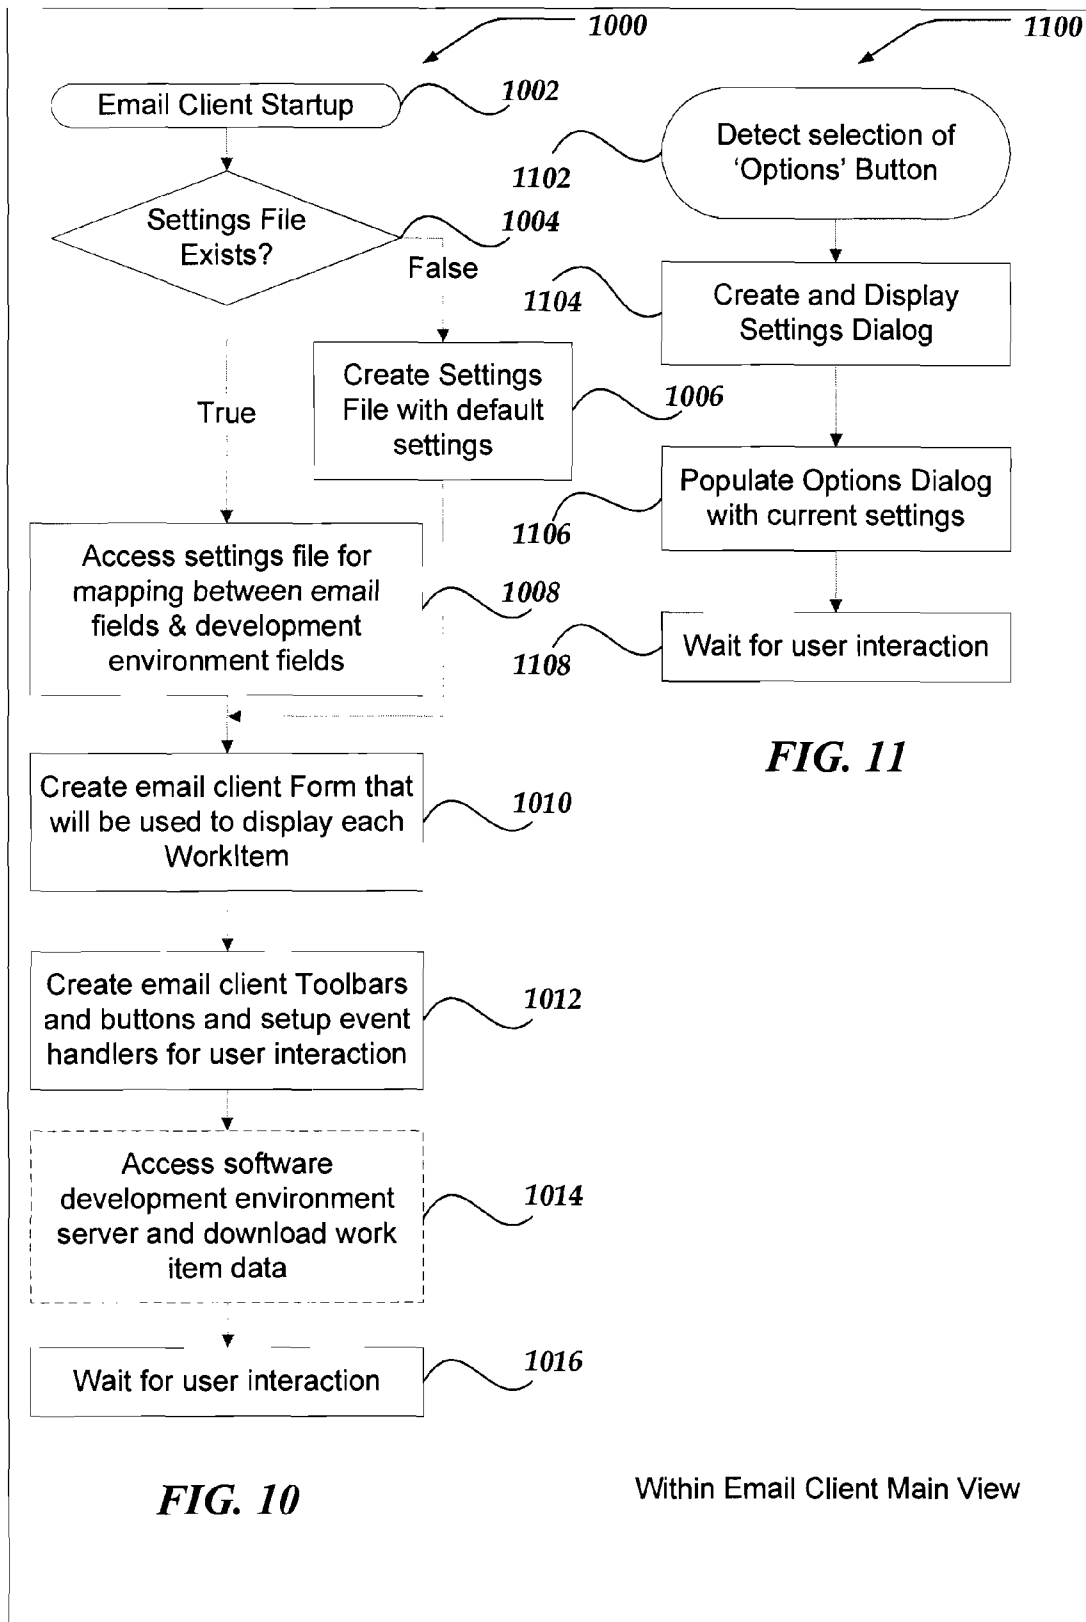 1000
Email Client Startup
1002
Settings File
Exists?
1004
False
True
Create Settings
File with default
settings
1006
Access settings file for
mapping between email
fields & development
environment fields
1008
Create email client Form that
will be used to display each
WorkItem
1010
Create email client Toolbars
and buttons and setup event
handlers for user interaction
1012
Access software
development environment
server and download work
item data
1014
Wait for user interaction
1016
FIG. 10
1100
Detect selection of
‘Options’ Button
1102
Create and Display
Settings Dialog
1104
Populate Options Dialog
with current settings
1106
Wait for user interaction
1108
FIG. 11
Within Email Client Main View